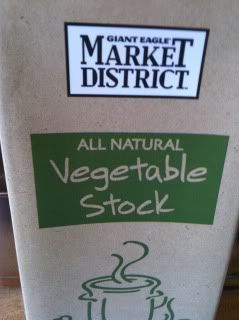 GIANT EAGLE
MARKET
DISTRICT
ALL NATURAL
Vegetable
Stock